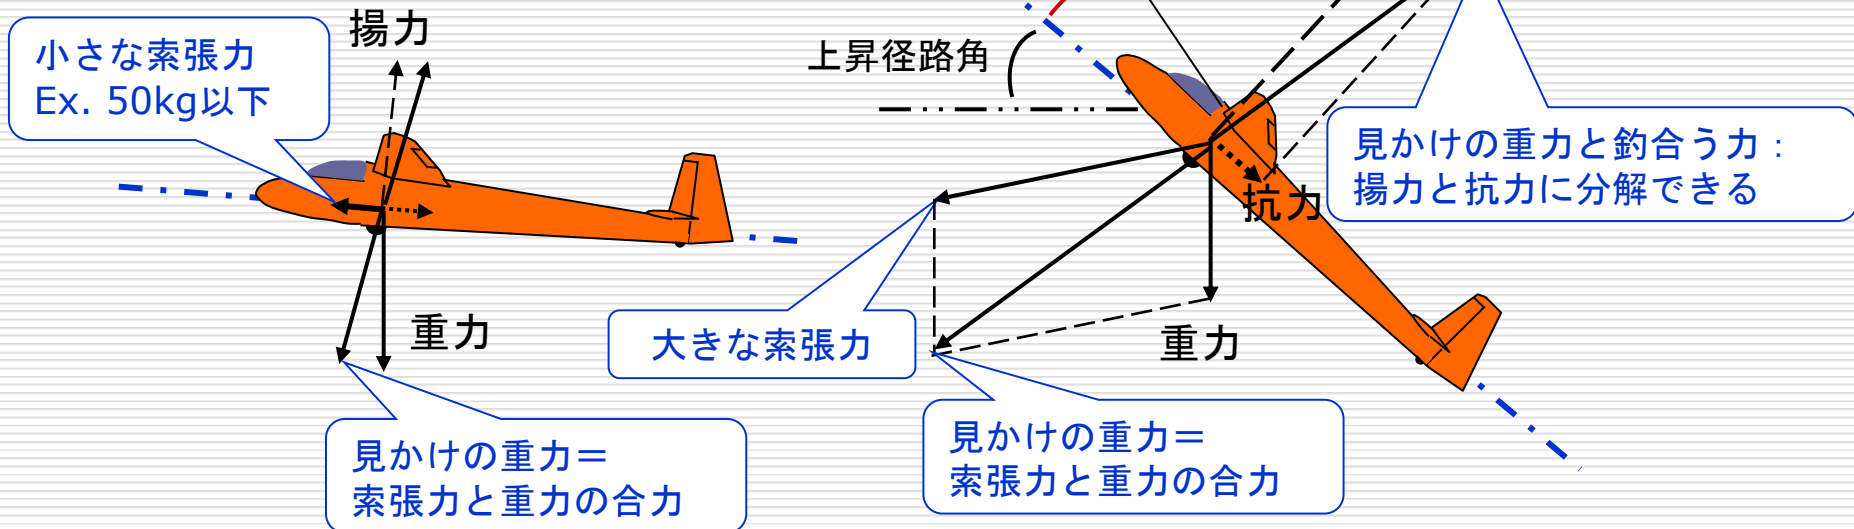 揚力
小さな索張力
Ex. 50kg以下
重力
見かけの重力＝
索張力と重力の合力
上昇径路角
見かけの重力と釣合う力：
揚力と抗力に分解できる
抗力
大きな索張力
重力
見かけの重力＝
索張力と重力の合力